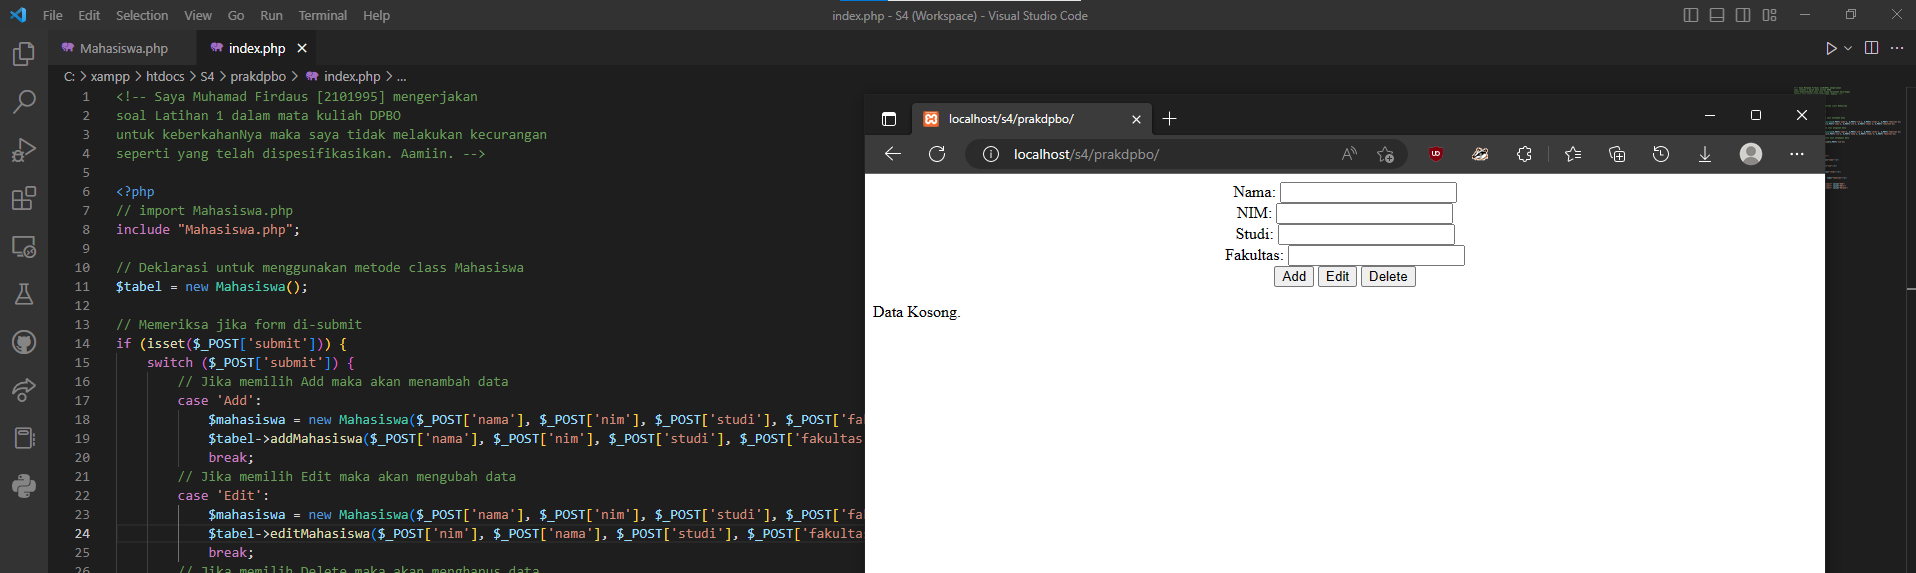 File Edit Selection View Go Run Terminal Help
index.php - S4 (Workspace) - Visual Studio Code
Mahasiswa.php index.php
C: > xampp > htdocs > S4 > prakdpbo > index.php > ...
1 <!-- Saya Muhamad Firdaus [2101995] mengerjakan
2 soal Latihan 1 dalam mata kuliah DPBO
3 untuk keberkahanNya maka saya tidak melakukan kecurangan
4 seperti yang telah dispesifikasikan. Aamiin. -->
5
6 <?php
7 // import Mahasiswa.php
8 include "Mahasiswa.php";
9
10 // Deklarasi untuk menggunakan metode class Mahasiswa
11 $tabel = new Mahasiswa();
12
13 // Memeriksa jika form di-submit
14 if (isset($_POST['submit'])) {
15 switch ($_POST['submit']) {
16 // Jika memilih Add maka akan menambah data
17 case 'Add':
18 $mahasiswa = new Mahasiswa($_POST['nama'], $_POST['nim'], $_POST['studi'], $_POST['fa
19 $tabel->addMahasiswa($_POST['nama'], $_POST['nim'], $_POST['studi'], $_POST['fakultas
20 break;
21 // Jika memilih Edit maka akan mengubah data
22 case 'Edit':
23 $mahasiswa = new Mahasiswa($_POST['nama'], $_POST['nim'], $_POST['studi'], $_POST['fa
24 $tabel->editMahasiswa($_POST['nim'], $_POST['nama'], $_POST['studi'], $_POST['fakulta
25 break;
26 // Jika memilih Delete maka akan menghapus data
localhost/s4/prakdpbo/
localhost/s4/prakdpbo/
Nama:
NIM:
Studi:
Fakultas:
Add Edit Delete
Data Kosong.